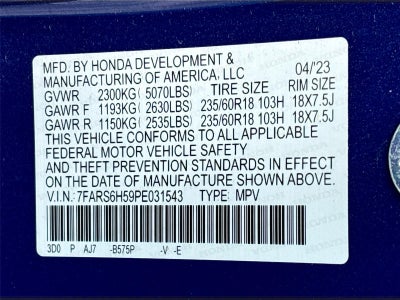 MFD. BY HONDA DEVELOPMENT &
MANUFACTURING OF AMERICA, LLC 04/'23
GVWR 2300KG (5070LBS) TIRE SIZE RIM SIZE
GAWR F 1193KG (2630LBS) 235/60R18 103H 18X7.5J
GAWR R 1150KG (2535LBS) 235/60R18 103H 18X7.5J
THIS VEHICLE CONFORMS TO ALL APPLICABLE
FEDERAL MOTOR VEHICLE SAFETY
AND THEFT PREVENTION STANDARDS IN EFFECT
ON THE DATE OF MANUFACTURE SHOWN ABOVE.
V.I.N.: 7FARS6H59PE031543 TYPE: MPV
3D0 P AJ7 -B575P -V -E